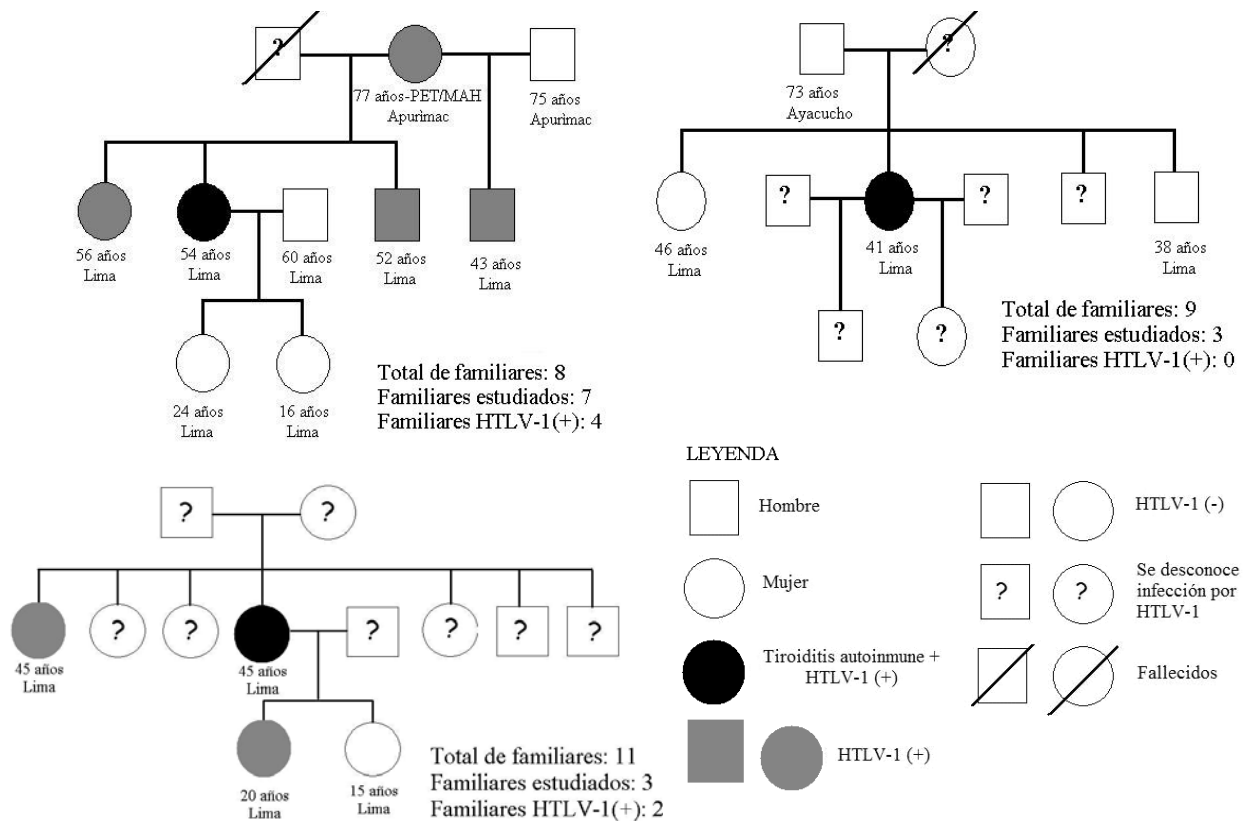 ?
77 años-PET/MAH
Apurìmac
75 años
Apurìmac
56 años
Lima
54 años
Lima
60 años
Lima
52 años
Lima
43 años
Lima
24 años
Lima
16 años
Lima
Total de familiares: 8
Familiares estudiados: 7
Familiares HTLV-1(+): 4
?
73 años
Ayacucho
? ? ?
46 años
Lima
41 años
Lima
38 años
Lima
? ?
Total de familiares: 9
Familiares estudiados: 3
Familiares HTLV-1(+): 0
? ?
? ? ? ? ? ?
45 años
Lima
45 años
Lima
20 años
Lima
15 años
Lima
Total de familiares: 11
Familiares estudiados: 3
Familiares HTLV-1(+): 2
LEYENDA
Hombre
Mujer
Tiroiditis autoinmune +
HTLV-1 (+)
HTLV-1 (+)
HTLV-1 (-)
? ?
Se desconoce
infección por
HTLV-1
Fallecidos